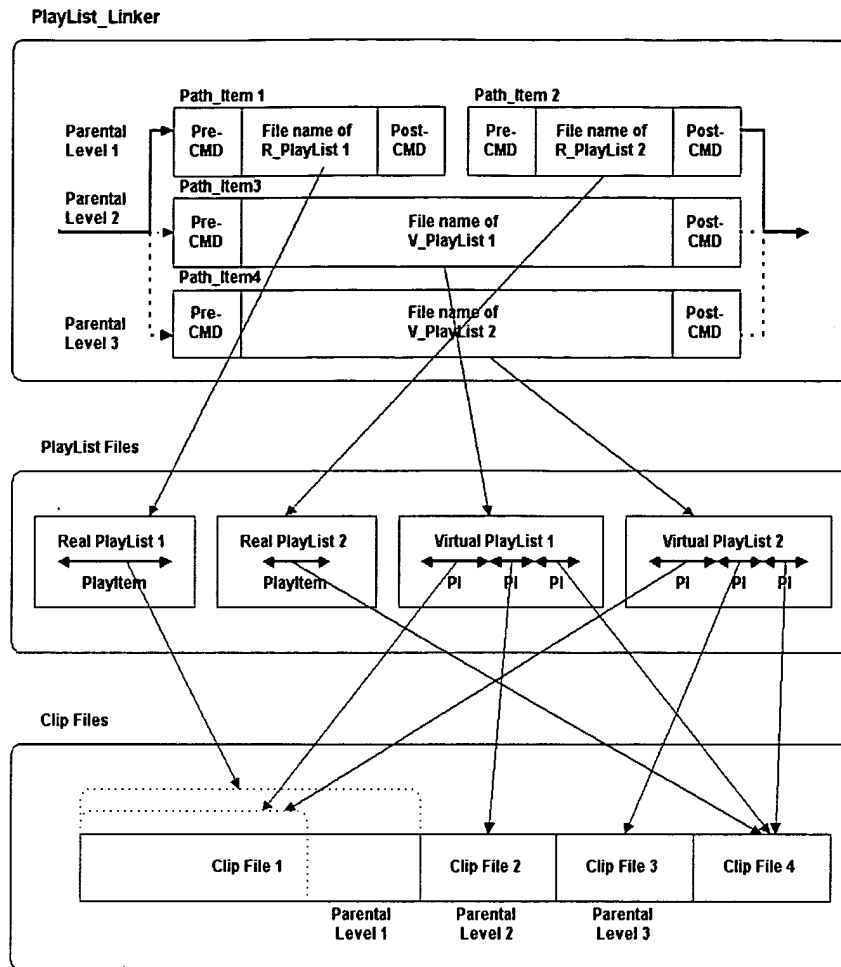 PlayList_Linker
Path_Item 1
Path_Item 2
Parental
Level 1
Pre-
CMD
File name of
R_PlayList 1
Post-
CMD
Pre-
CMD
File name of
R_PlayList 2
Post-
CMD
Parental
Level 2
Path_Item3
Pre-
CMD
File name of
V_PlayList 1
Post-
CMD
Path_Item4
Parental
Level 3
Pre-
CMD
File name of
V_PlayList 2
Post-
CMD
PlayList Files
Real PlayList 1
PlayItem
Real PlayList 2
PlayItem
Virtual PlayList 1
PI PI PI
Virtual PlayList 2
PI PI PI
Clip Files
Clip File 1
Clip File 2
Clip File 3
Clip File 4
Parental
Level 1
Parental
Level 2
Parental
Level 3